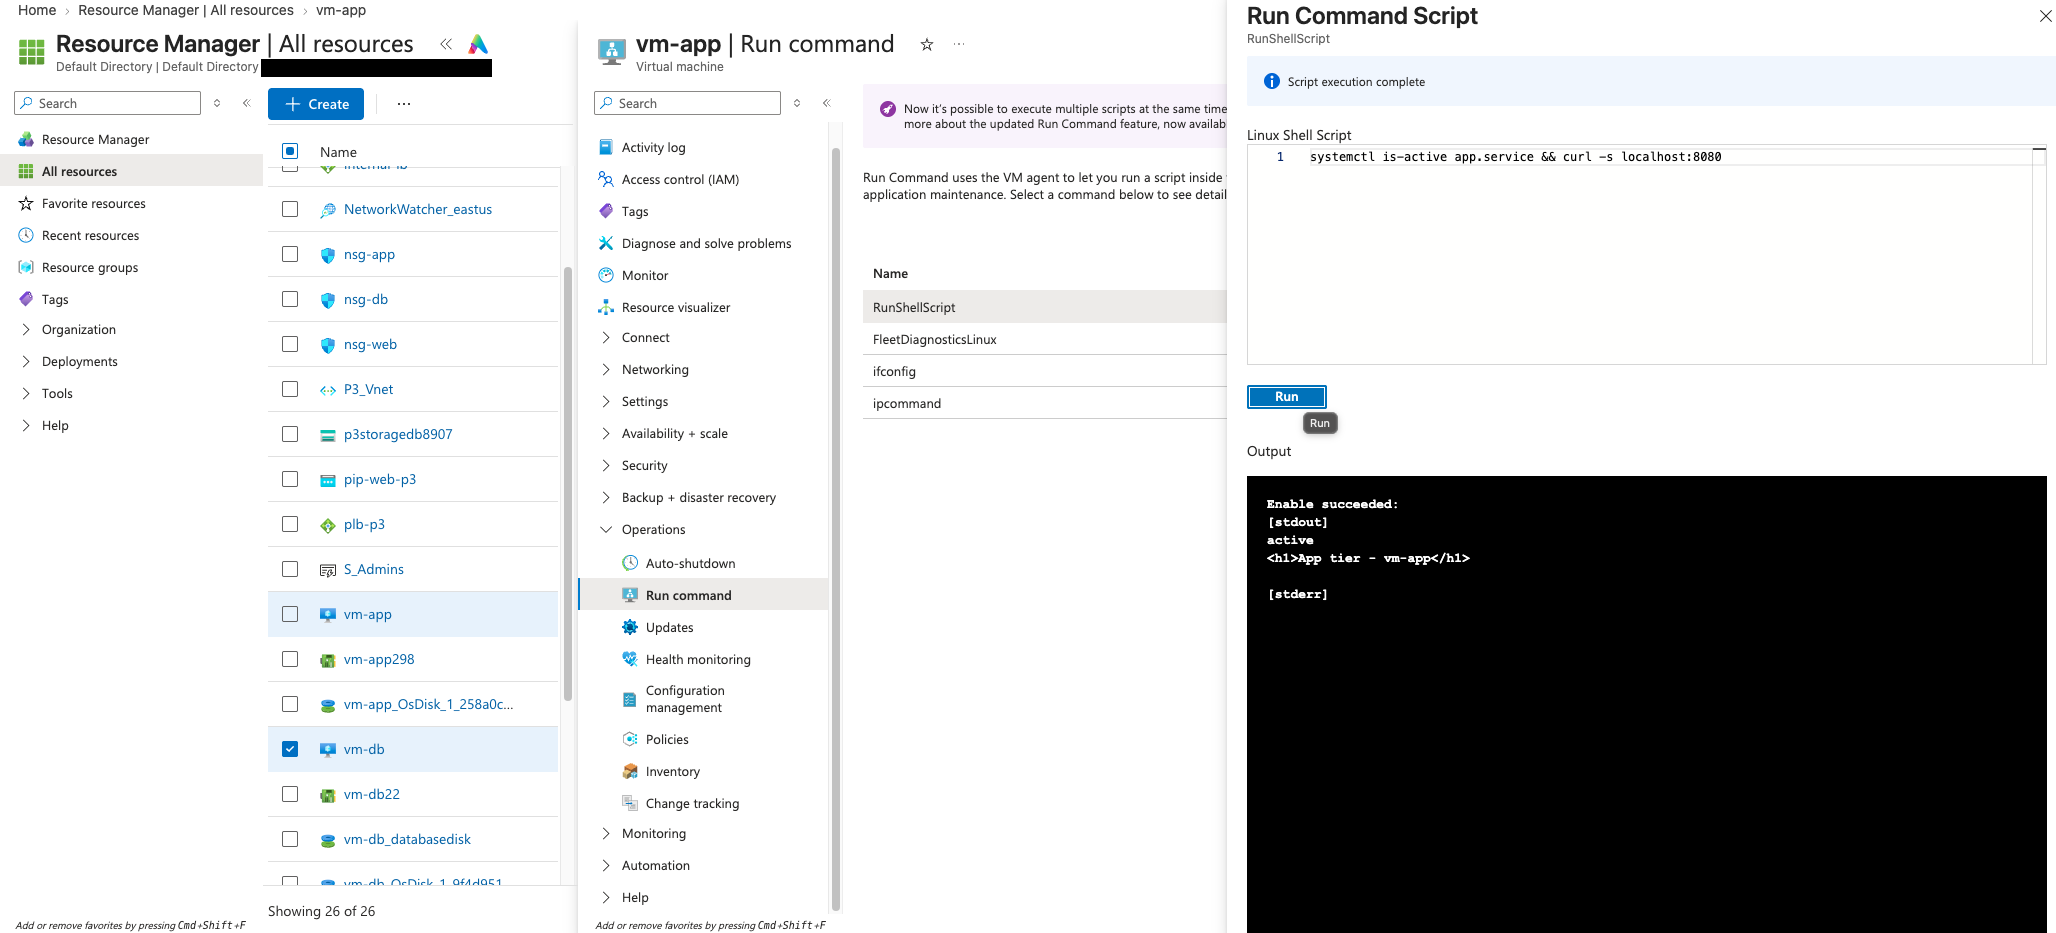 Home › Resource Manager | All resources › vm-app
Resource Manager | All resources
Default Directory | Default Directory
Search
Resource Manager
All resources
Favorite resources
Recent resources
Resource groups
Tags
Organization
Deployments
Tools
Help
Add or remove favorites by pressing Cmd+Shift+F
Create
Name
internal-lb
NetworkWatcher_eastus
nsg-app
nsg-db
nsg-web
P3_Vnet
p3storagedb8907
pip-web-p3
plb-p3
S_Admins
vm-app
vm-app298
vm-app_OsDisk_1_258a0c...
vm-db
vm-db22
vm-db_databasedisk
vm-db_OsDisk_1_9f4d951
Showing 26 of 26
vm-app | Run command
Virtual machine
Search
Activity log
Access control (IAM)
Tags
Diagnose and solve problems
Monitor
Resource visualizer
Connect
Networking
Settings
Availability + scale
Security
Backup + disaster recovery
Operations
Auto-shutdown
Run command
Updates
Health monitoring
Configuration
management
Policies
Inventory
Change tracking
Monitoring
Automation
Help
Add or remove favorites by pressing Cmd+Shift+F
Now it's possible to execute multiple scripts at the same time
more about the updated Run Command feature, now availab
Run Command uses the VM agent to let you run a script inside
application maintenance. Select a command below to see detail
Name
RunShellScript
FleetDiagnosticsLinux
ifconfig
ipcommand
Run Command Script
RunShellScript
Script execution complete
Linux Shell Script
1 systemctl is-active app.service && curl -s localhost:8080
Run
Run
Output
Enable succeeded:
[stdout]
active
<h1>App tier - vm-app</h1>
[stderr]